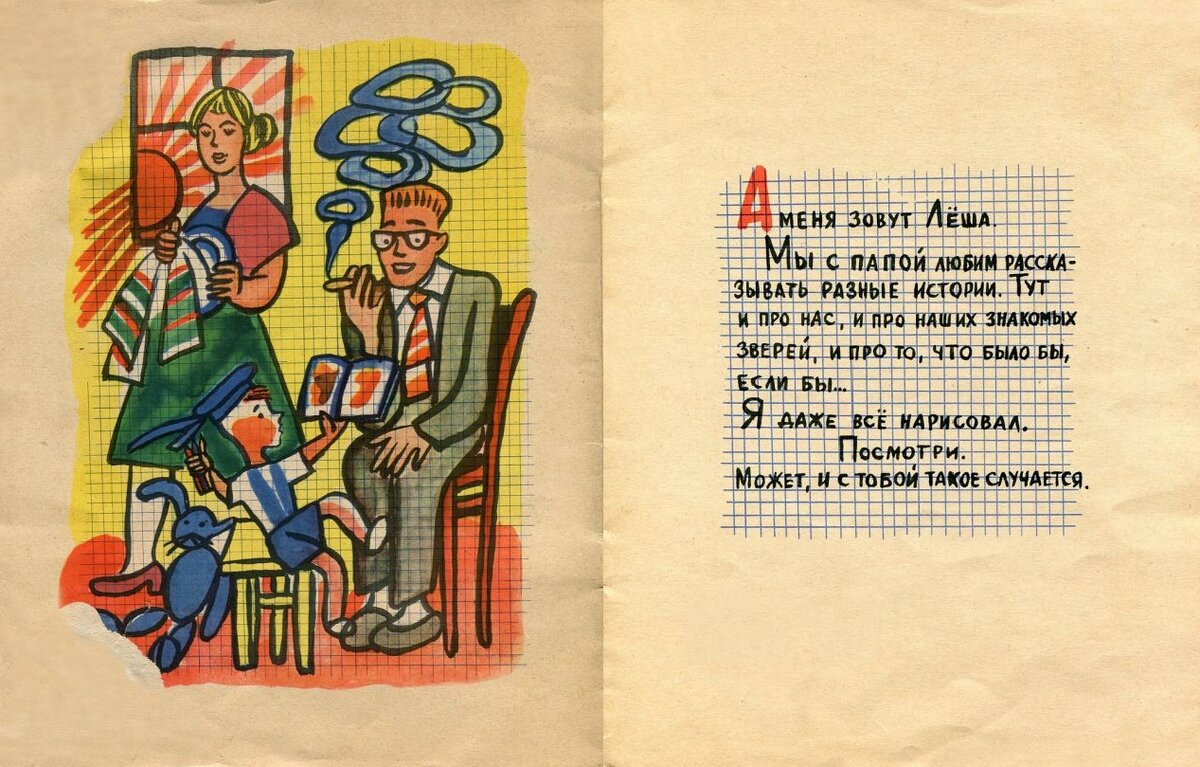 А меня зовут Лёша.
Мы с папой любим расска-
зывать разные истории. Тут
и про нас, и про наших знакомых
зверей, и про то, что было бы,
если бы...
Я даже всё нарисовал.
Посмотри.
Может, и с тобой такое случается.